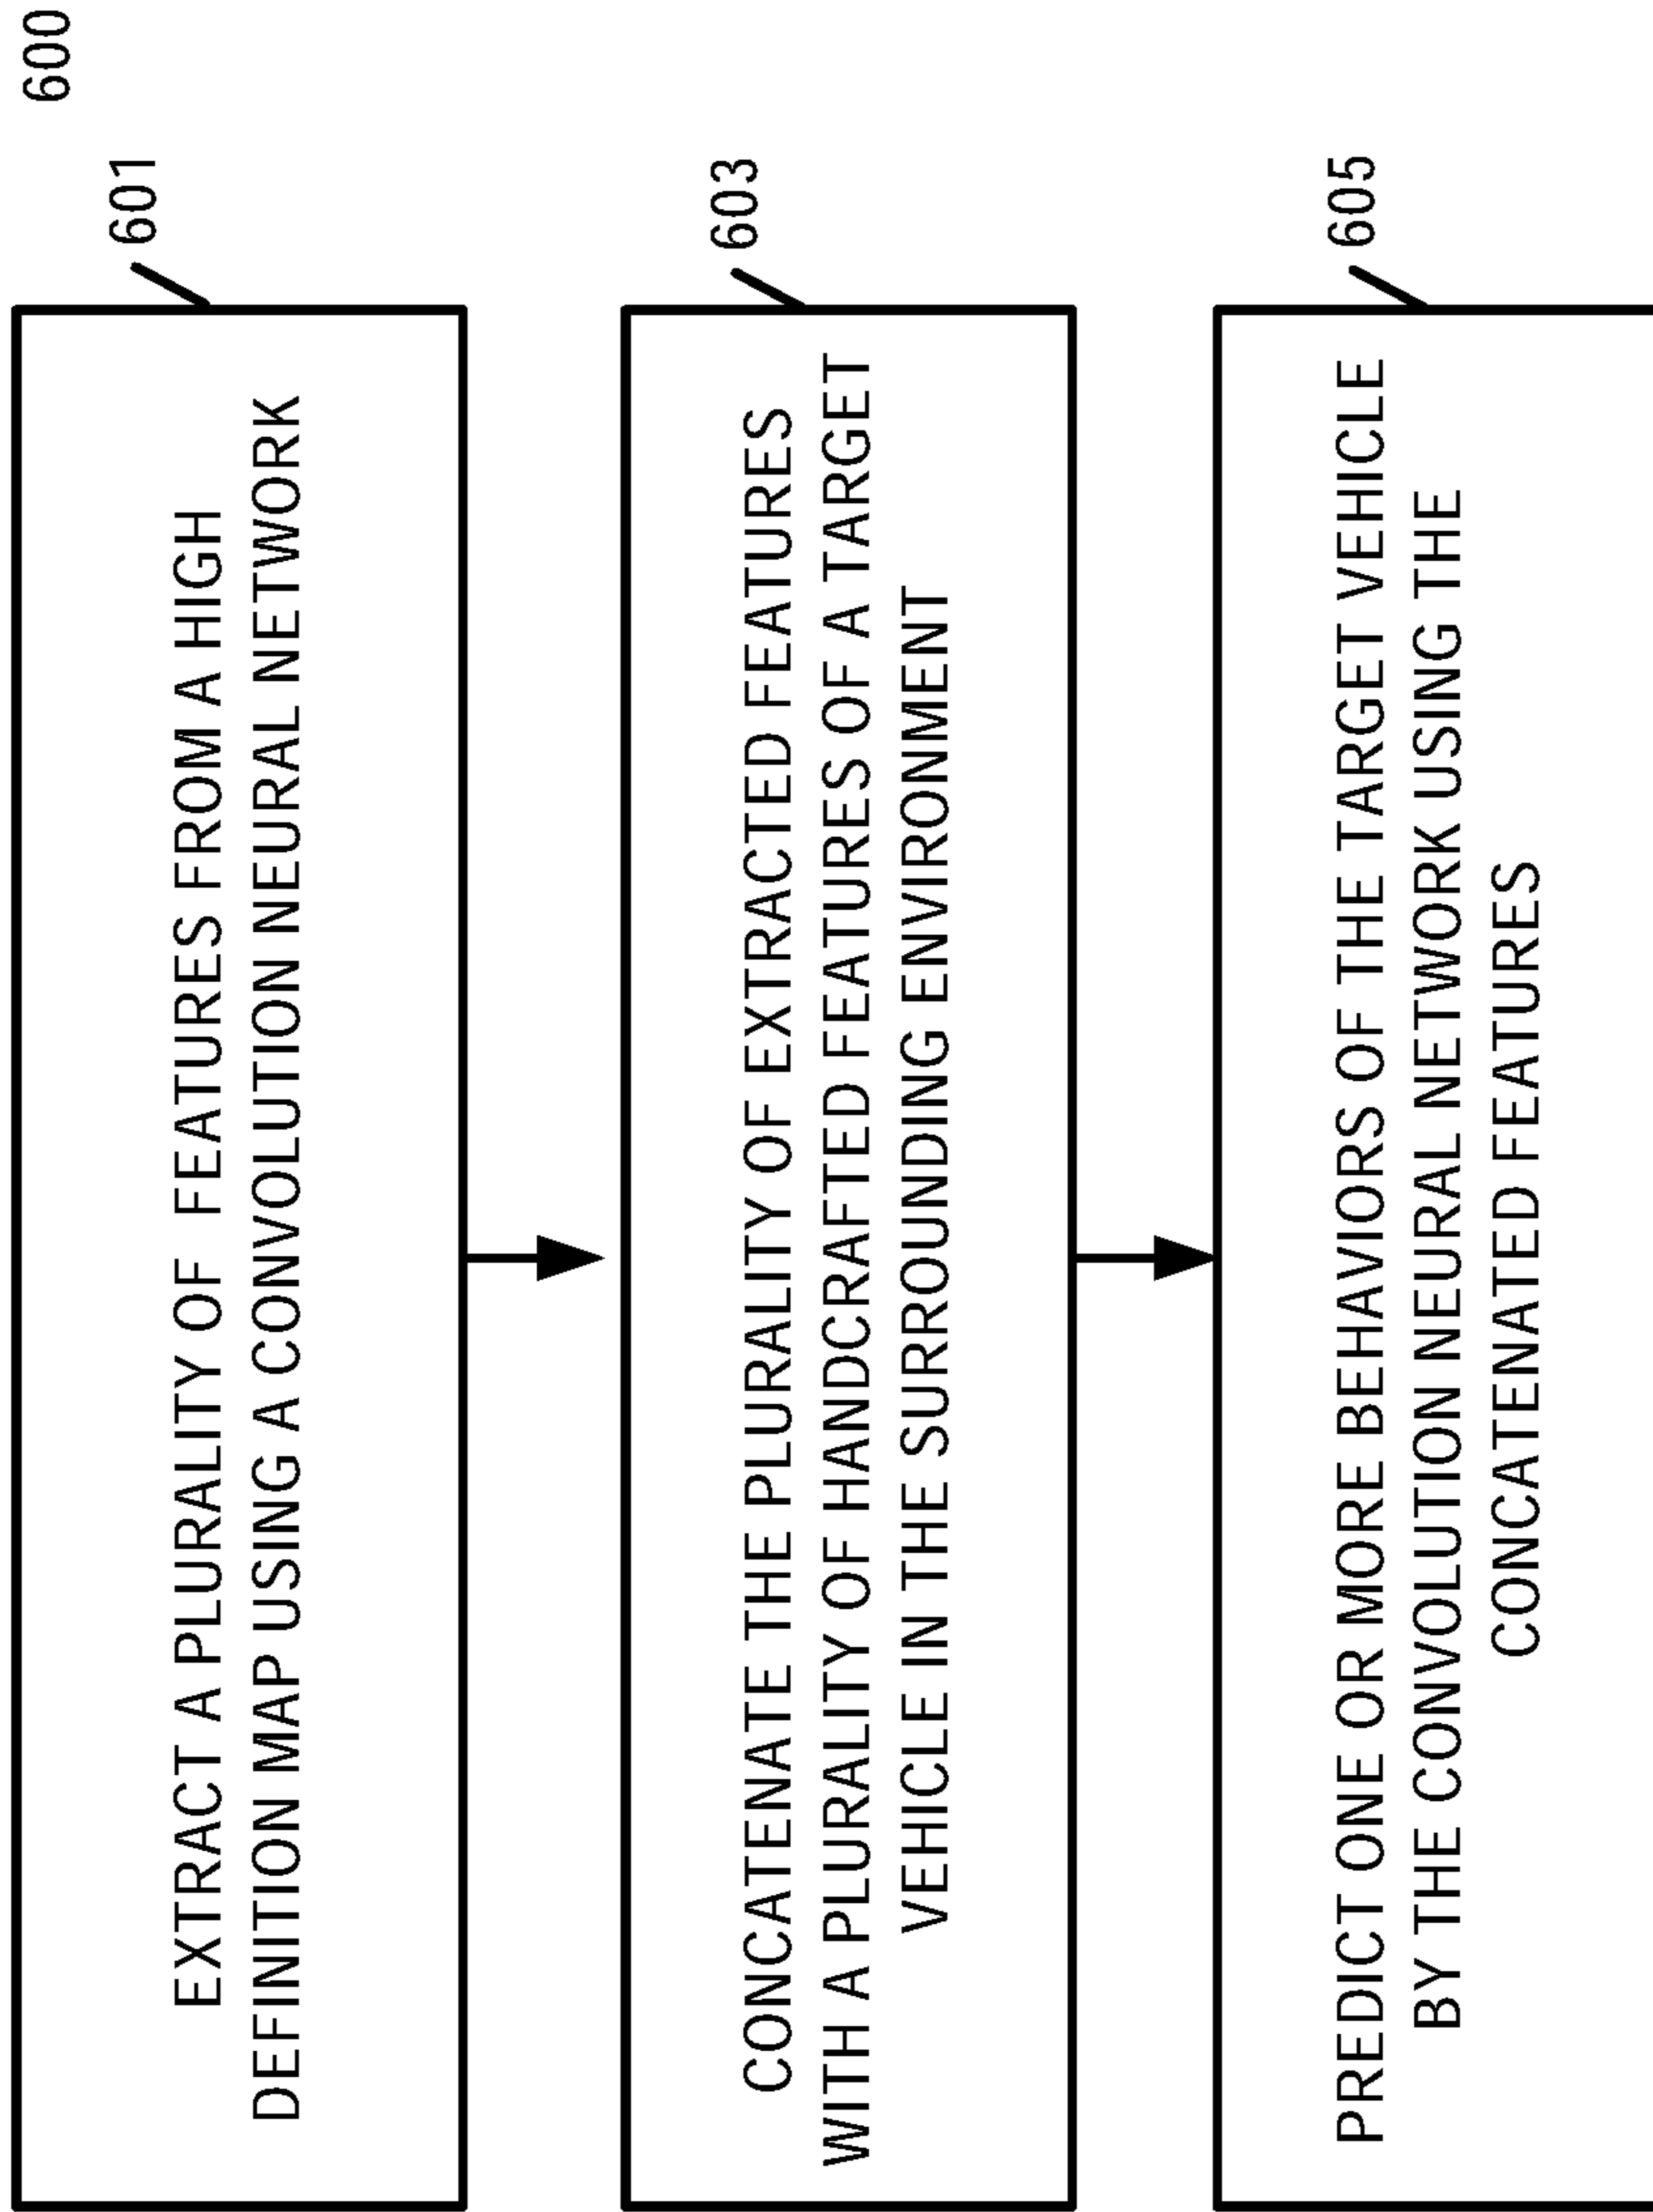 600
601
EXTRACT A PLURALITY OF FEATURES FROM A HIGH
DEFINITION MAP USING A CONVOLUTION NEURAL NETWORK
603
CONCATENATE THE PLURALITY OF EXTRACTED FEATURES
WITH A PLURALITY OF HANDCRAFTED FEATURES OF A TARGET
VEHICLE IN THE SURROUNDING ENVIRONMENT
605
PREDICT ONE OR MORE BEHAVIORS OF THE TARGET VEHICLE
BY THE CONVOLUTION NEURAL NETWORK USING THE
CONCATENATED FEATURES